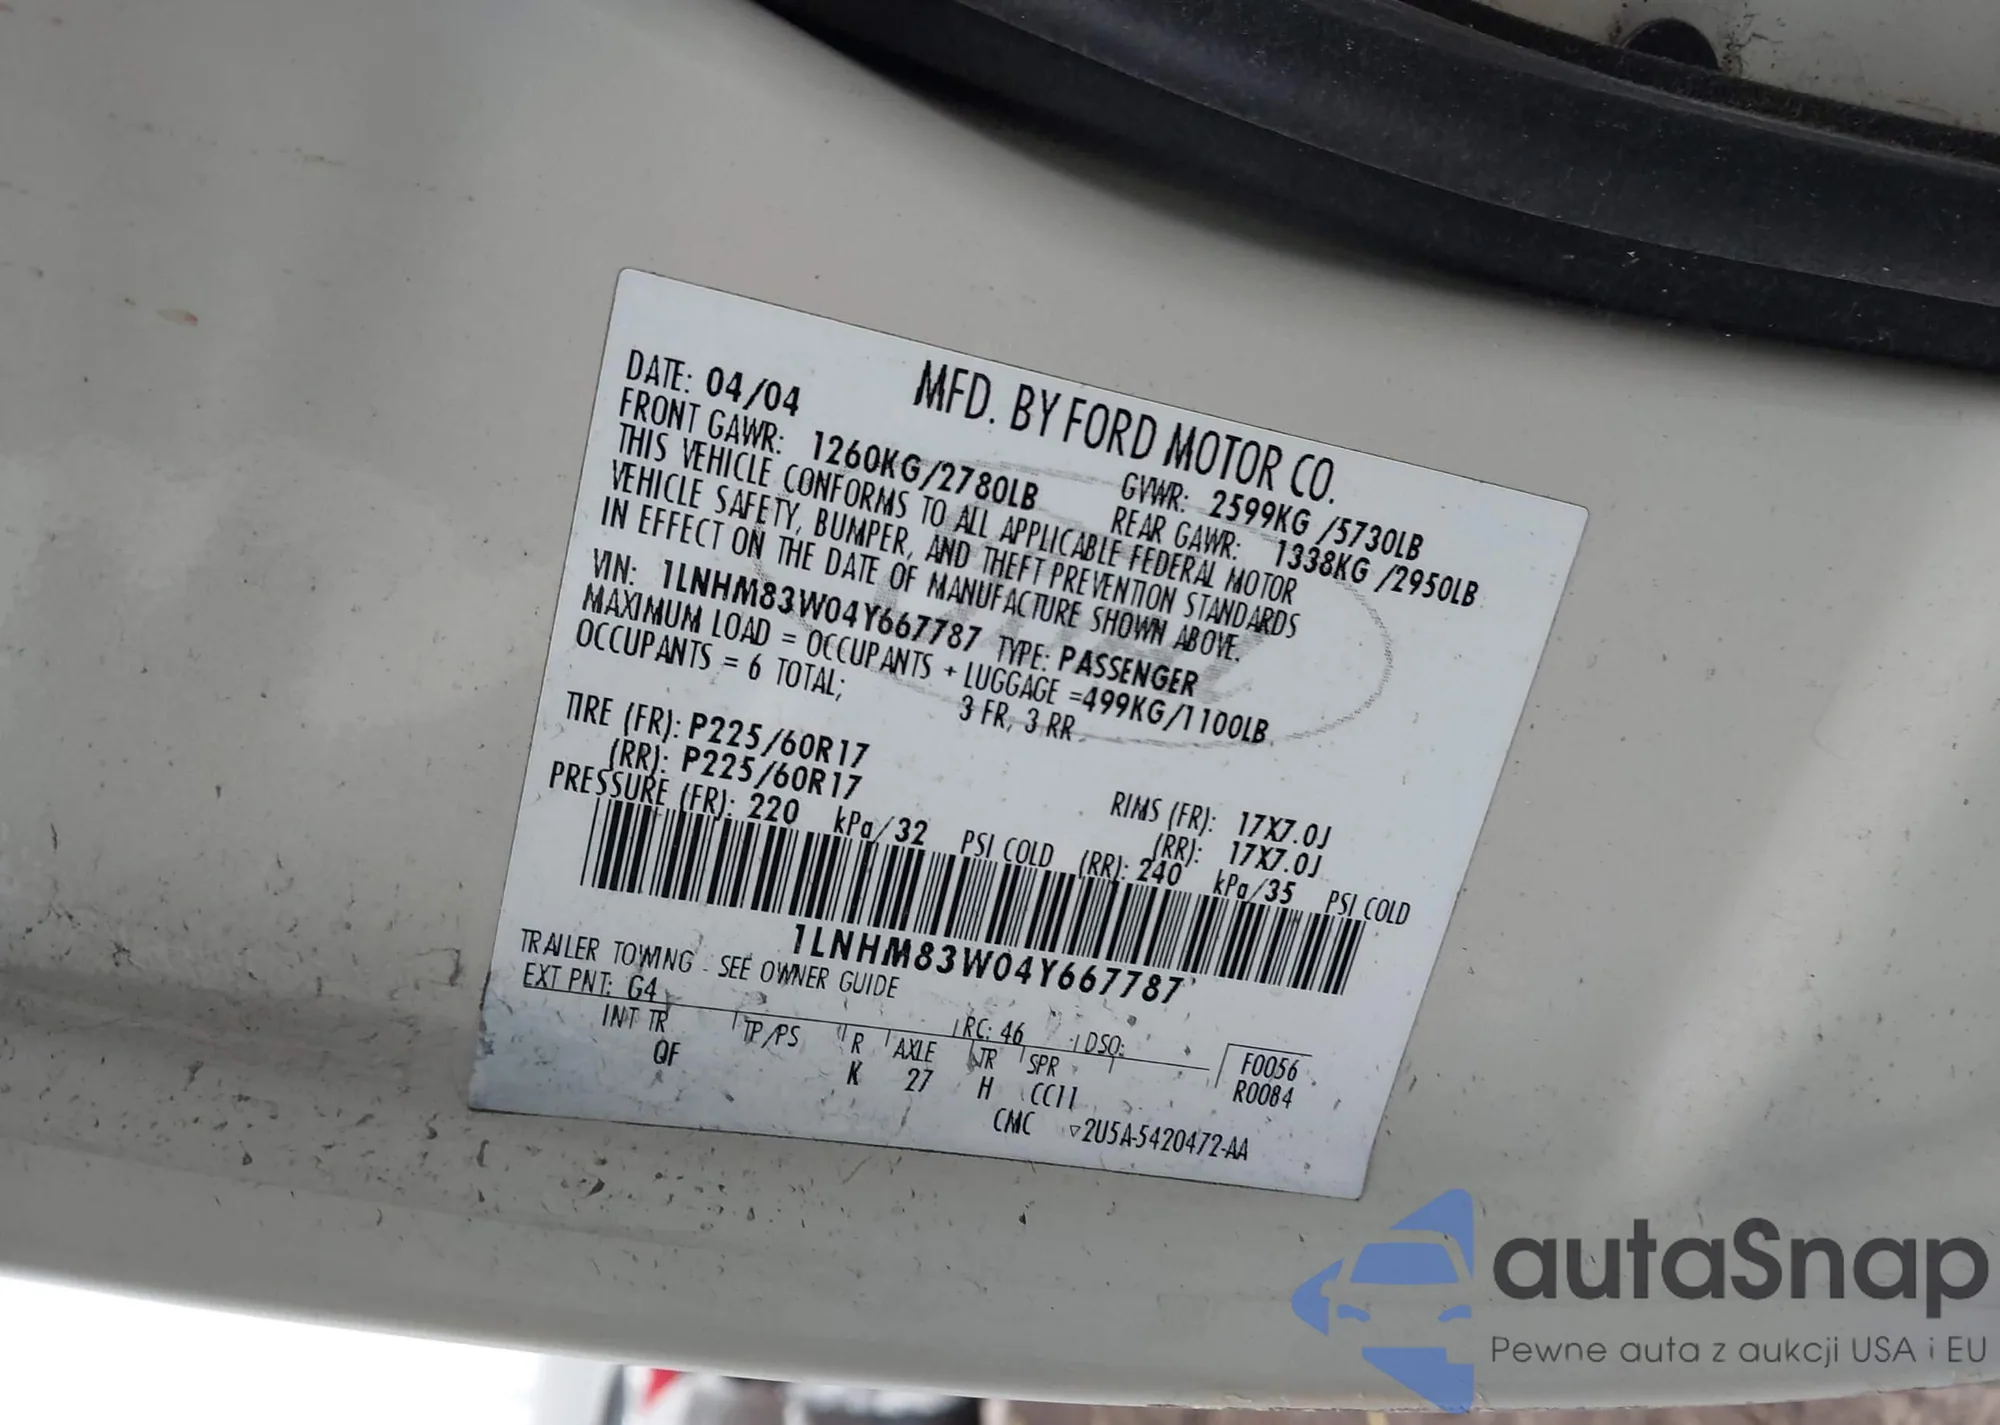 MFD. BY FORD MOTOR CO.
DATE: 04/04
GVWR: 2599KG /5730LB
FRONT GAWR: 1260KG/2780LB
REAR GAWR: 1338KG /2950LB
THIS VEHICLE CONFORMS TO ALL APPLICABLE FEDERAL MOTOR
VEHICLE SAFETY, BUMPER, AND THEFT PREVENTION STANDARDS
IN EFFECT ON THE DATE OF MANUFACTURE SHOWN ABOVE.
VIN: 1LNHM83W04Y667787 TYPE: PASSENGER
MAXIMUM LOAD = OCCUPANTS + LUGGAGE =499KG/1100LB
OCCUPANTS = 6 TOTAL; 3 FR, 3 RR
TIRE (FR): P225/60R17 RIMS (FR): 17X7.0J
(RR): P225/60R17 (RR): 17X7.0J
PRESSURE (FR): 220 kPa/32 PSI COLD (RR): 240 kPa/35 PSI COLD
1LNHM83W04Y667787
TRAILER TOWING - SEE OWNER GUIDE
EXT PNT: G4 RC: 46 DSO:
INT TR TP/PS R AXLE TR SPR F0056
QF K 27 H CC11 R0084
CMC ▽2U5A-5420472-AA
autaSnap
Pewne auta z aukcji USA i EU